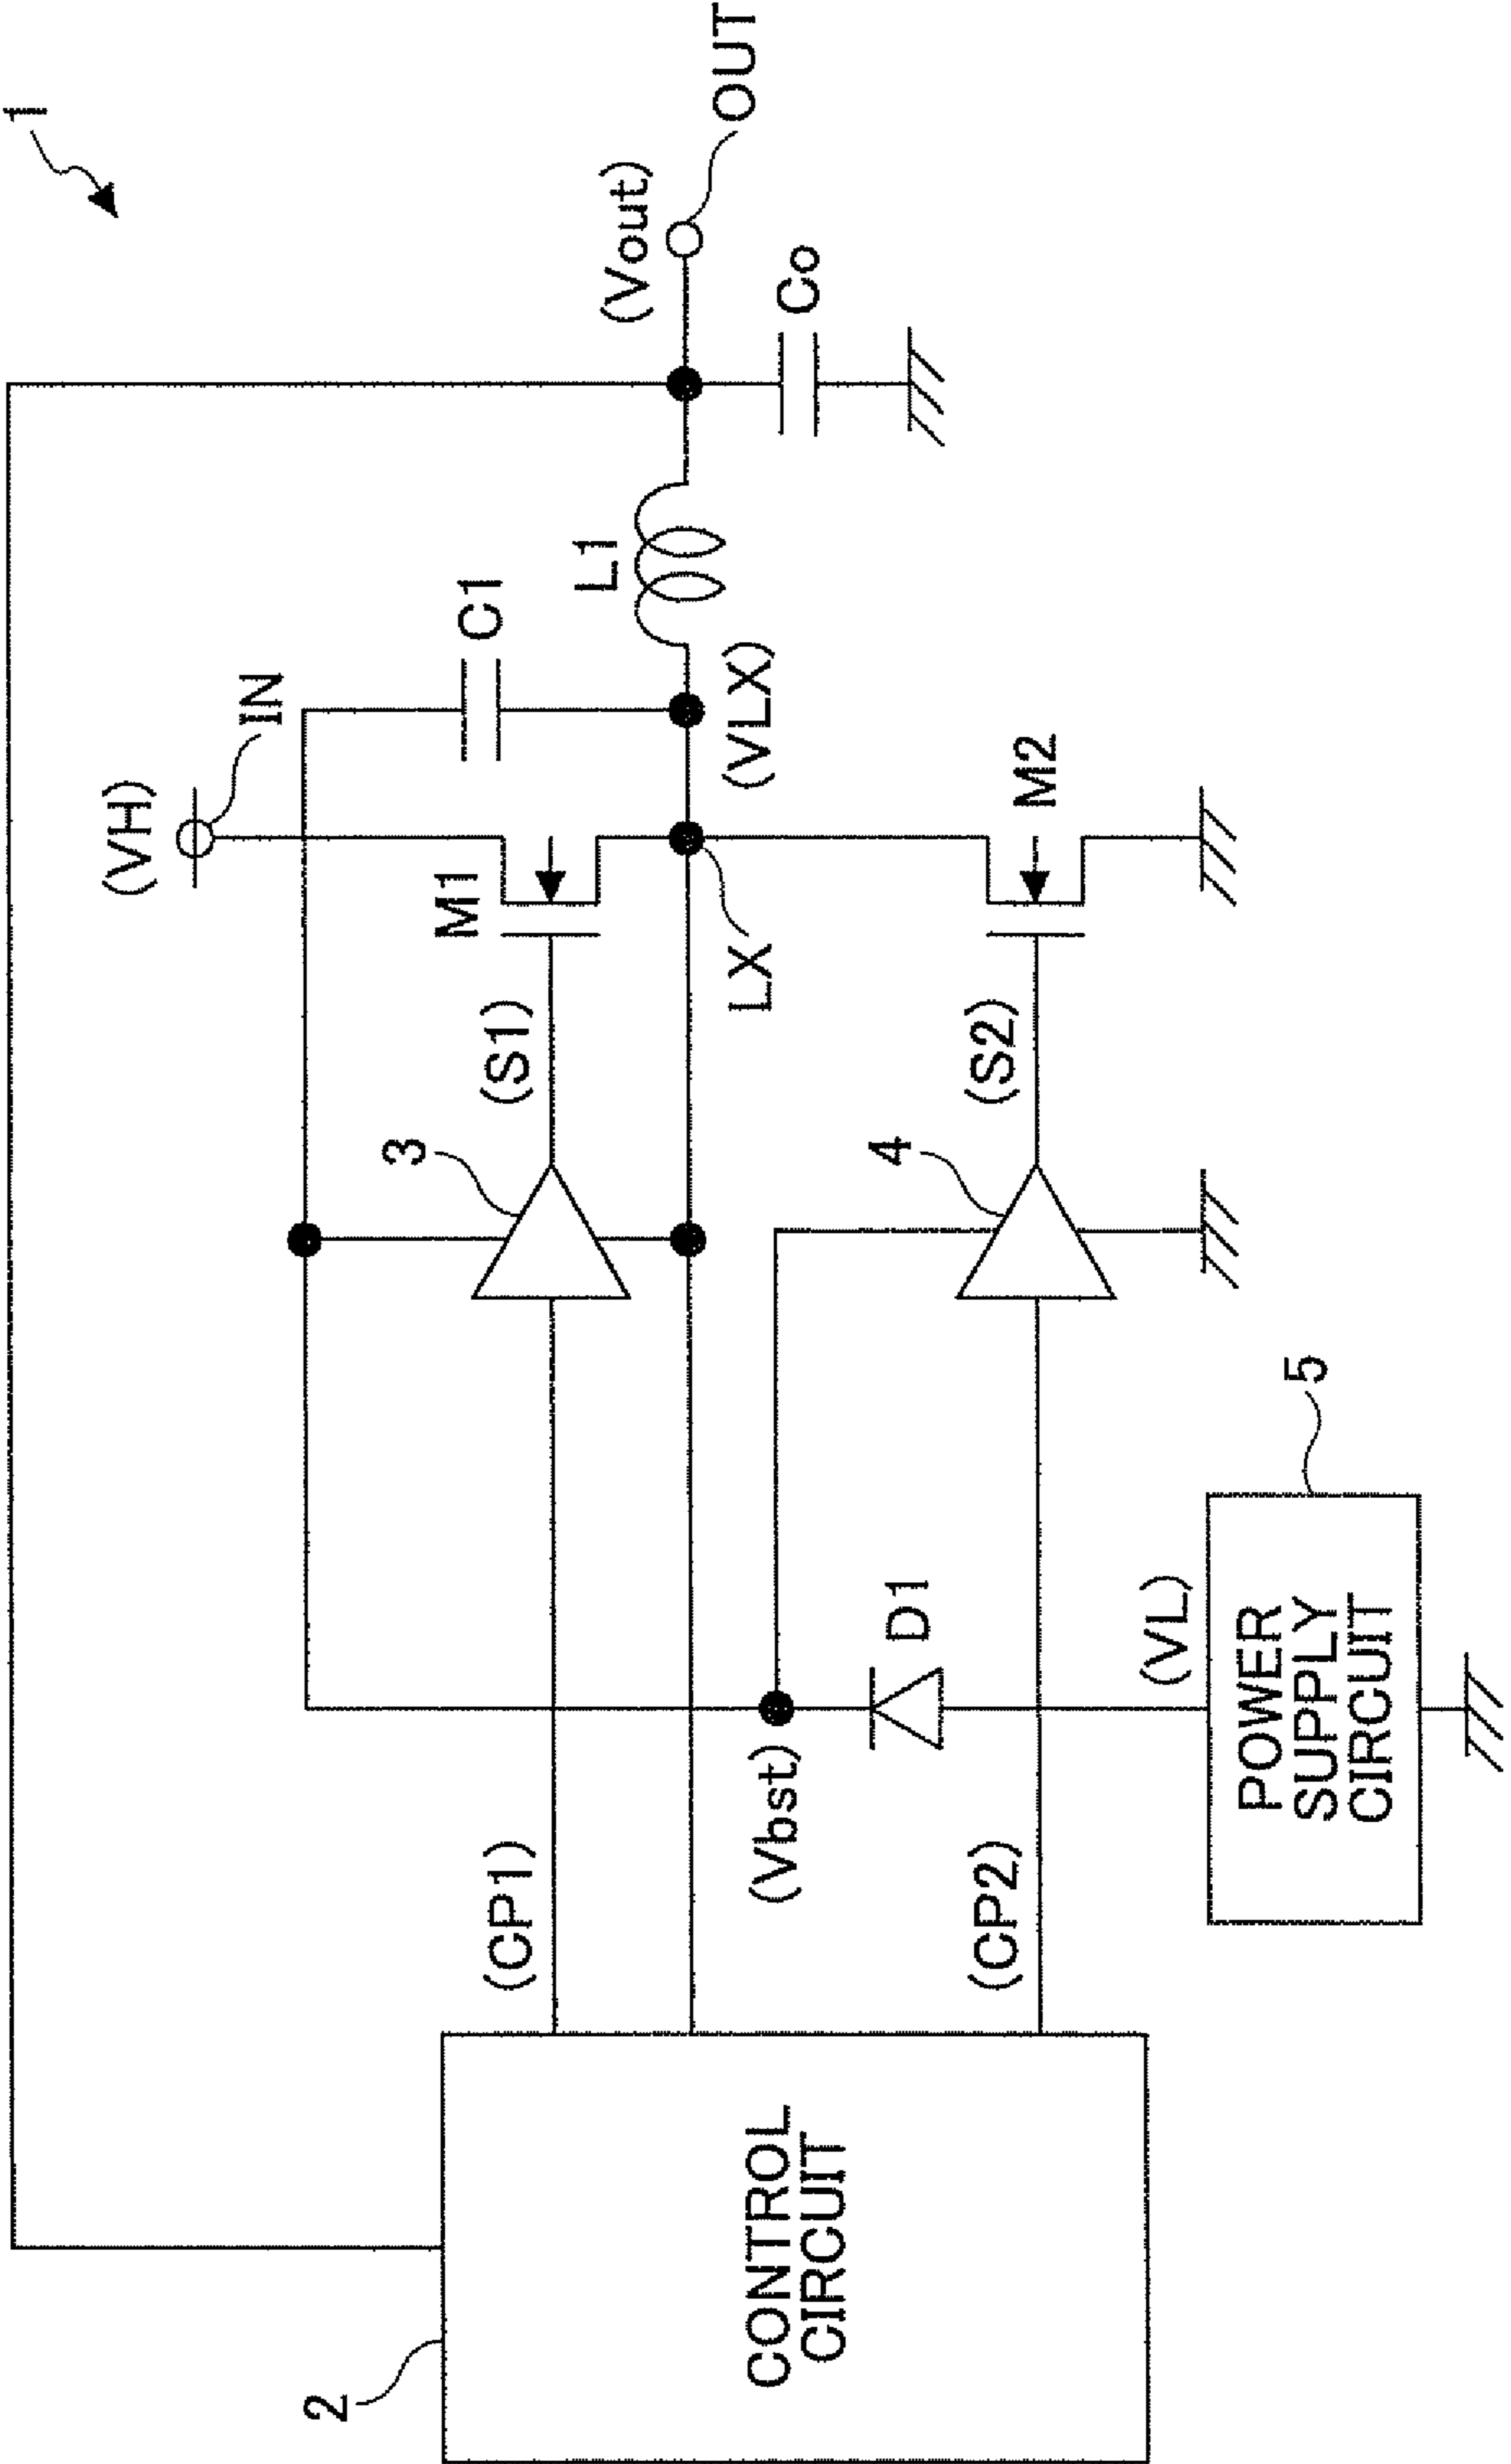 1
(VH)
IN
C1
L1
(Vout)
OUT
Co
M1
(S1)
3
LX
(VLX)
M2
(S2)
4
(CP1)
(Vbst)
D1
(CP2)
(VL)
5
POWER
SUPPLY
CIRCUIT
2
CONTROL
CIRCUIT